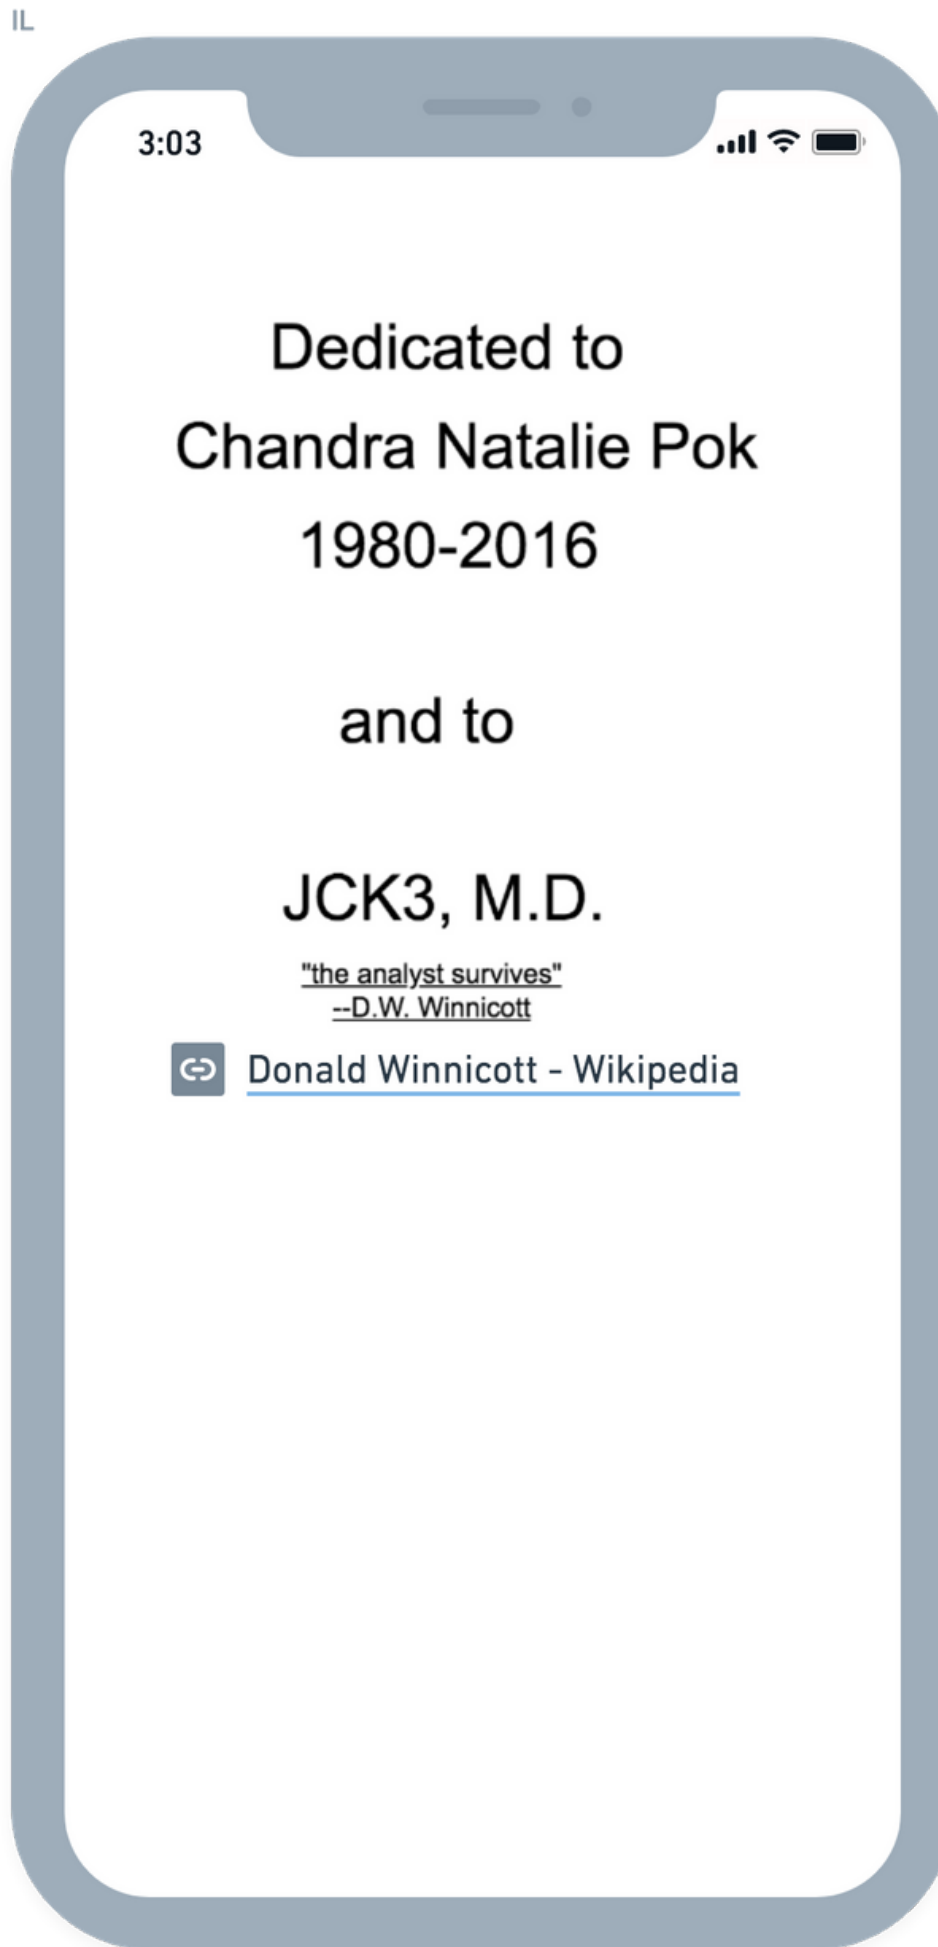 IL
3:03
Dedicated to
Chandra Natalie Pok
1980-2016
and to
JCK3, M.D.
"the analyst survives"
--D.W. Winnicott
Donald Winnicott - Wikipedia